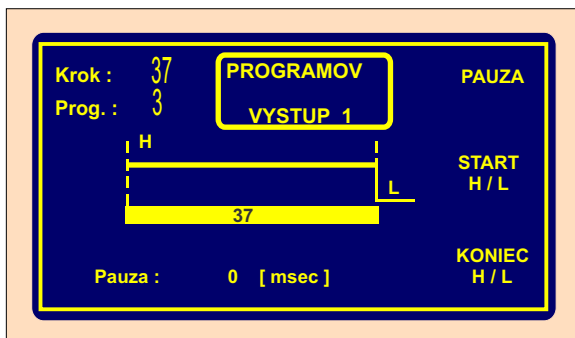 Krok : 37
Prog. : 3
PROGRAMOV
VYSTUP 1
PAUZA
H
L
START
H / L
37
Pauza : 0 [ msec ]
KONIEC
H / L